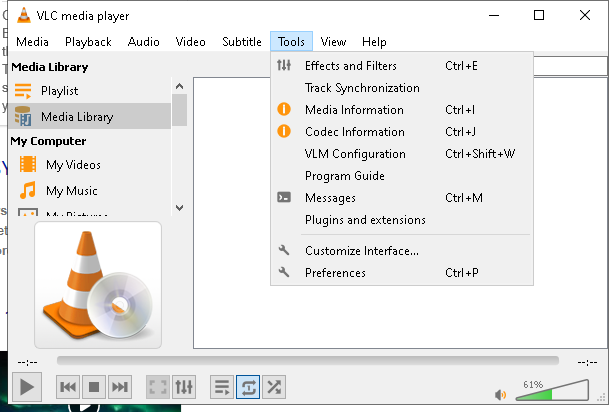 VLC media player
Media Playback Audio Video Subtitle Tools View Help
Media Library
Playlist
Media Library
My Computer
My Videos
My Music
My Pictures
Effects and Filters Ctrl+E
Track Synchronization
Media Information Ctrl+I
Codec Information Ctrl+J
VLM Configuration Ctrl+Shift+W
Program Guide
Messages Ctrl+M
Plugins and extensions
Customize Interface...
Preferences Ctrl+P
--:-- --:--
61%